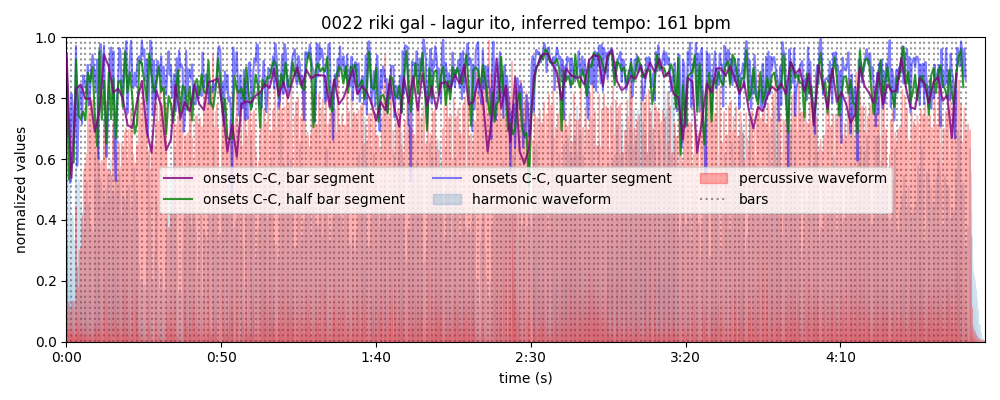 0022 riki gal - lagur ito, inferred tempo: 161 bpm
normalized values
1.0
0.8
0.6
0.4
0.2
0.0
onsets C-C, bar segment
onsets C-C, half bar segment
onsets C-C, quarter segment
harmonic waveform
percussive waveform
bars
0:00
0:50
1:40
2:30
3:20
4:10
time (s)